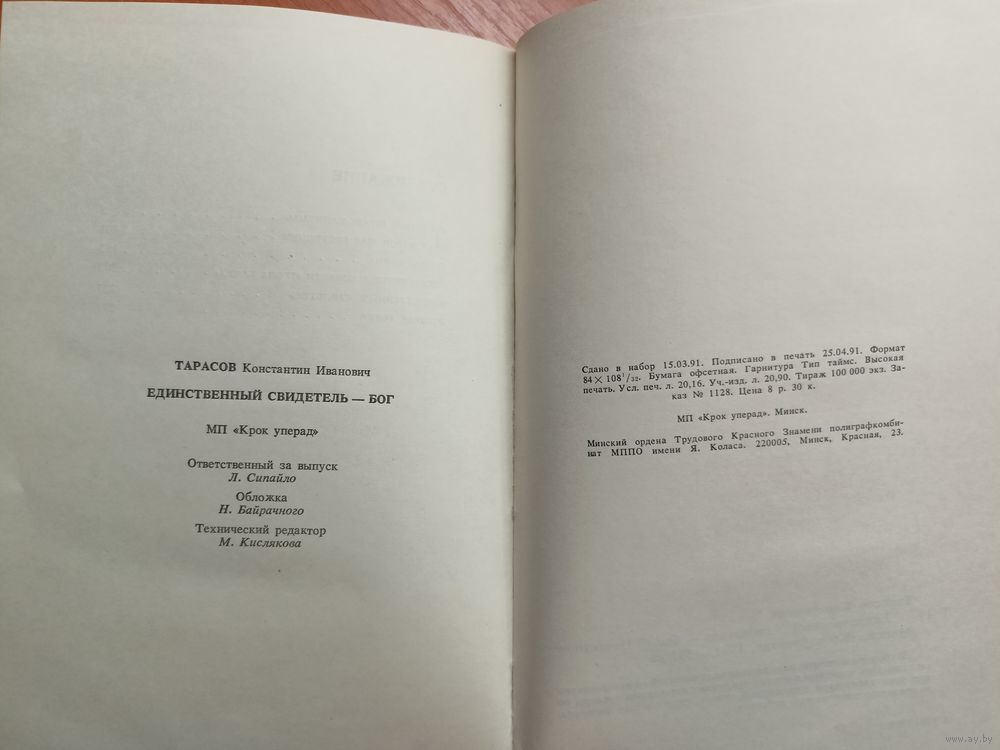 ТАРАСОВ Константин Иванович
ЕДИНСТВЕННЫЙ СВИДЕТЕЛЬ — БОГ
МП «Крок уперад»
Ответственный за выпуск
Л. Сипайло
Обложка
Н. Байрачного
Технический редактор
М. Кислякова
Сдано в набор 15.03.91. Подписано в печать 25.04.91. Формат
84×108¹/₃₂. Бумага офсетная. Гарнитура Тип таймс. Высокая
печать. Усл. печ. л. 20,16. Уч.-изд. л. 20,90. Тираж 100 000 экз. За-
каз № 1128. Цена 8 р. 30 к.
МП «Крок уперад». Минск.
Минский ордена Трудового Красного Знамени полиграфкомби-
нат МППО имени Я. Коласа. 220005, Минск, Красная, 23.
www.ay.by